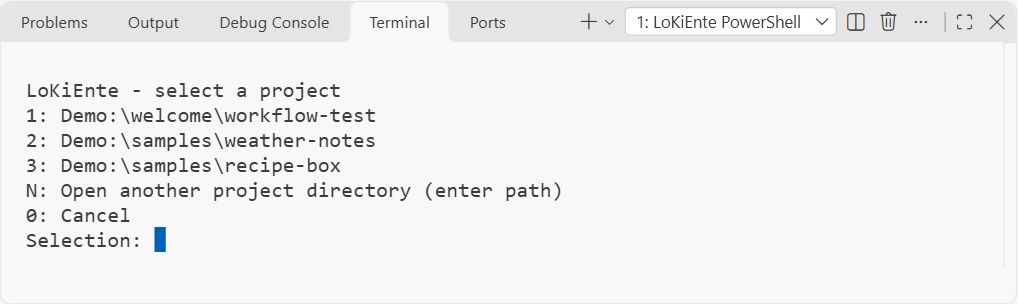 Problems Output Debug Console Terminal Ports 1: LoKiEnte PowerShell
LoKiEnte - select a project
1: Demo:\welcome\workflow-test
2: Demo:\samples\weather-notes
3: Demo:\samples\recipe-box
N: Open another project directory (enter path)
0: Cancel
Selection: